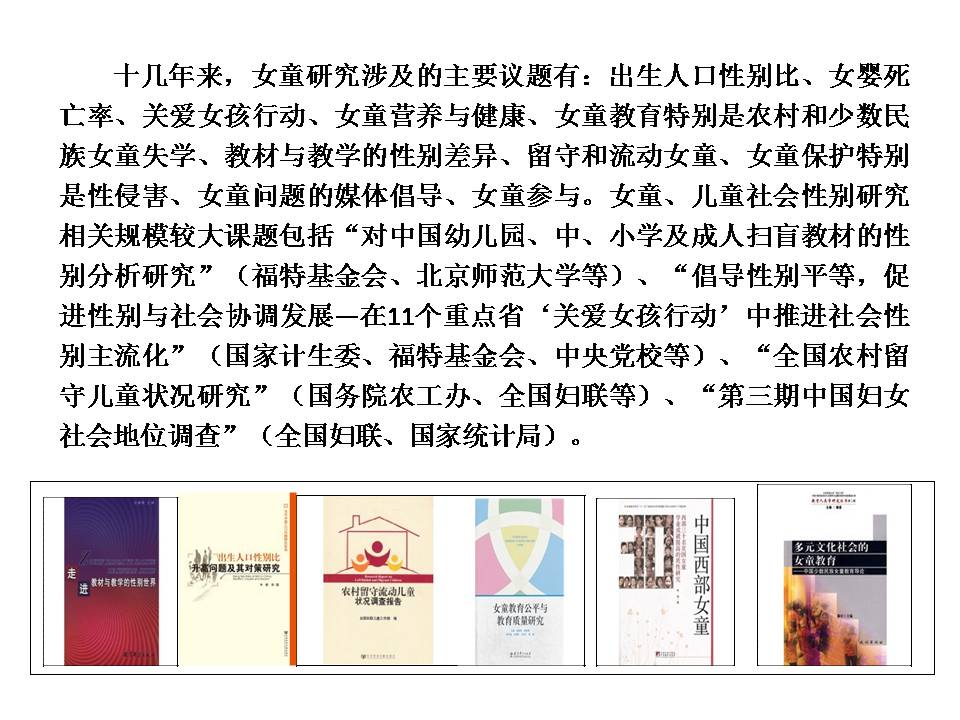 十几年来，女童研究涉及的主要议题有：出生人口性别比、女婴死
亡率、关爱女孩行动、女童营养与健康、女童教育特别是农村和少数民
族女童失学、教材与教学的性别差异、留守和流动女童、女童保护特别
是性侵害、女童问题的媒体倡导、女童参与。女童、儿童社会性别研究
相关规模较大课题包括“对中国幼儿园、中、小学及成人扫盲教材的性
别分析研究”（福特基金会、北京师范大学等）、“倡导性别平等，促
进性别与社会协调发展—在11个重点省‘关爱女孩行动’中推进社会性
别主流化”（国家计生委、福特基金会、中央党校等）、“全国农村留
守儿童状况研究”（国务院农工办、全国妇联等）、“第三期中国妇女
社会地位调查”（全国妇联、国家统计局）。
走进
教材与教学的性别世界
出生人口性别比
升高问题及其对策研究
农村留守流动儿童
状况调查报告
女童教育公平与
教育质量研究
中国西部女童
多元文化社会的
女童教育
——中国少数民族女童教育导论